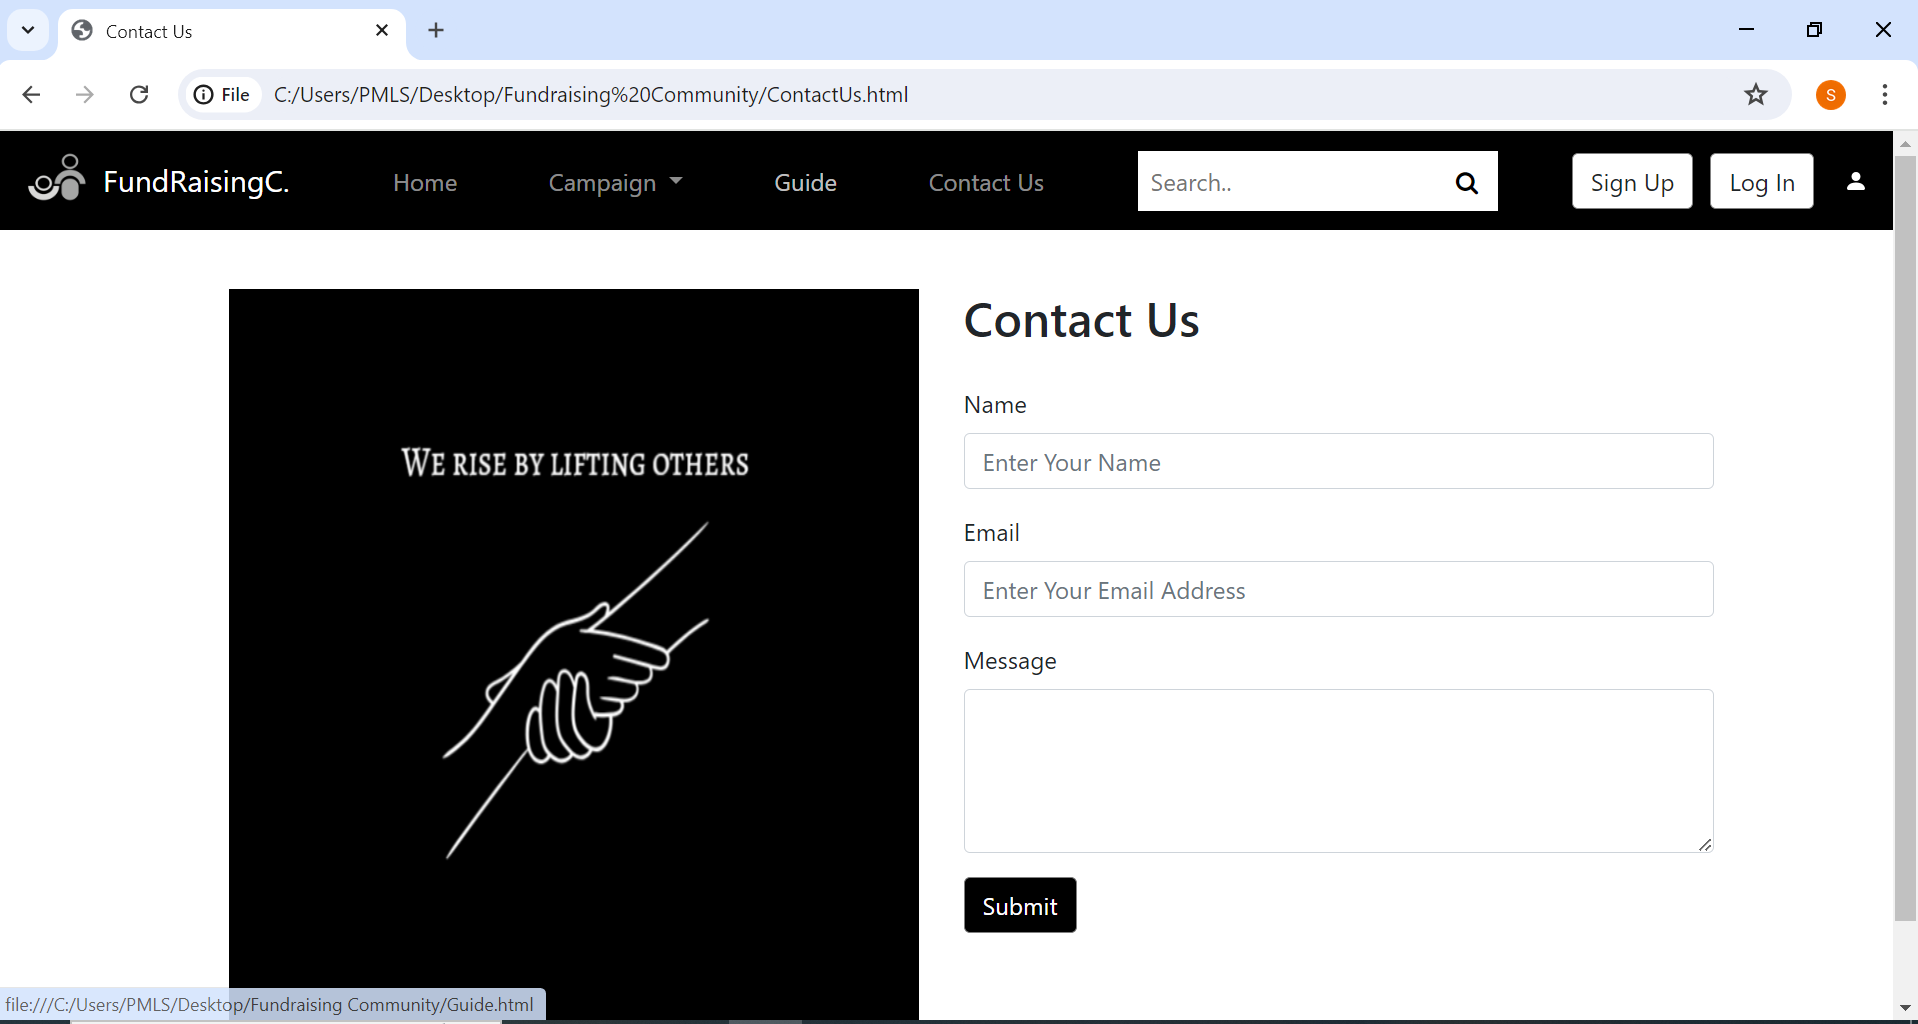 Contact Us
File
C:/Users/PMLS/Desktop/Fundraising%20Community/ContactUs.html
S
FundRaisingC.
Home
Campaign
Guide
Contact Us
Search..
Sign Up
Log In
We rise by lifting others
Contact Us
Name
Enter Your Name
Email
Enter Your Email Address
Message
Submit
file:///C:/Users/PMLS/Desktop/Fundraising Community/Guide.html